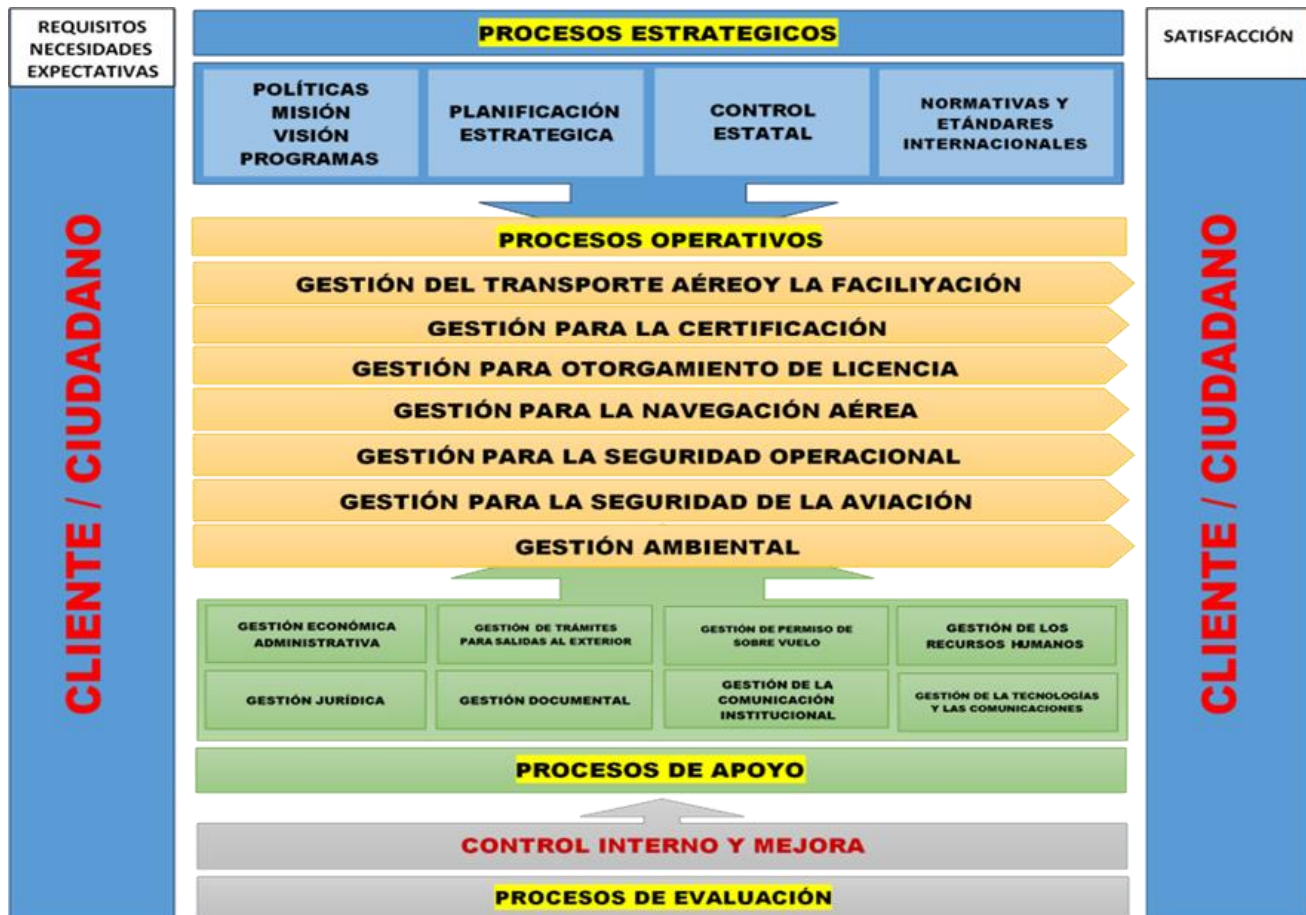 REQUISITOS
NECESIDADES
EXPECTATIVAS
CLIENTE / CIUDADANO
PROCESOS ESTRATEGICOS
POLÍTICAS
MISIÓN
VISIÓN
PROGRAMAS
PLANIFICACIÓN
ESTRATEGICA
CONTROL
ESTATAL
NORMATIVAS Y
ETÁNDARES
INTERNACIONALES
PROCESOS OPERATIVOS
GESTIÓN DEL TRANSPORTE AÉREOY LA FACILIYACIÓN
GESTIÓN PARA LA CERTIFICACIÓN
GESTIÓN PARA OTORGAMIENTO DE LICENCIA
GESTIÓN PARA LA NAVEGACIÓN AÉREA
GESTIÓN PARA LA SEGURIDAD OPERACIONAL
GESTIÓN PARA LA SEGURIDAD DE LA AVIACIÓN
GESTIÓN AMBIENTAL
GESTIÓN ECONÓMICA
ADMINISTRATIVA
GESTIÓN DE TRÁMITES
PARA SALIDAS AL EXTERIOR
GESTIÓN DE PERMISO DE
SOBRE VUELO
GESTIÓN DE LOS
RECURSOS HUMANOS
GESTIÓN JURÍDICA
GESTIÓN DOCUMENTAL
GESTIÓN DE LA
COMUNICACIÓN
INSTITUCIONAL
GESTIÓN DE LA TECNOLOGÍAS
Y LAS COMUNICACIONES
PROCESOS DE APOYO
CONTROL INTERNO Y MEJORA
PROCESOS DE EVALUACIÓN
SATISFACCIÓN
CLIENTE / CIUDADANO